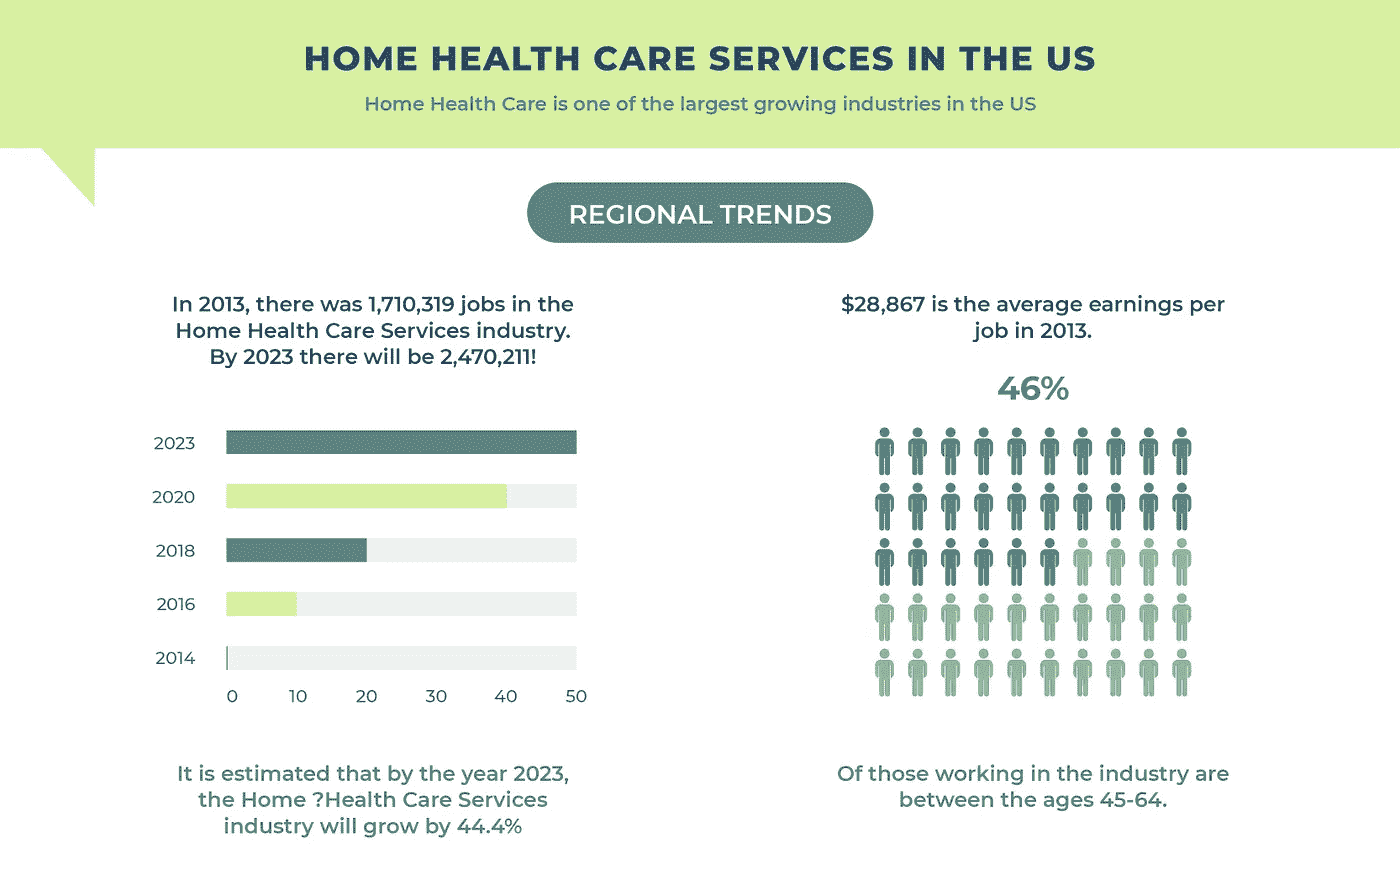 HOME HEALTH CARE SERVICES IN THE US
Home Health Care is one of the largest growing industries in the US
REGIONAL TRENDS
In 2013, there was 1,710,319 jobs in the
Home Health Care Services industry.
By 2023 there will be 2,470,211!
2023
2020
2018
2016
2014
0 10 20 30 40 50
It is estimated that by the year 2023,
the Home ?Health Care Services
industry will grow by 44.4%
$28,867 is the average earnings per
job in 2013.
46%
Of those working in the industry are
between the ages 45-64.